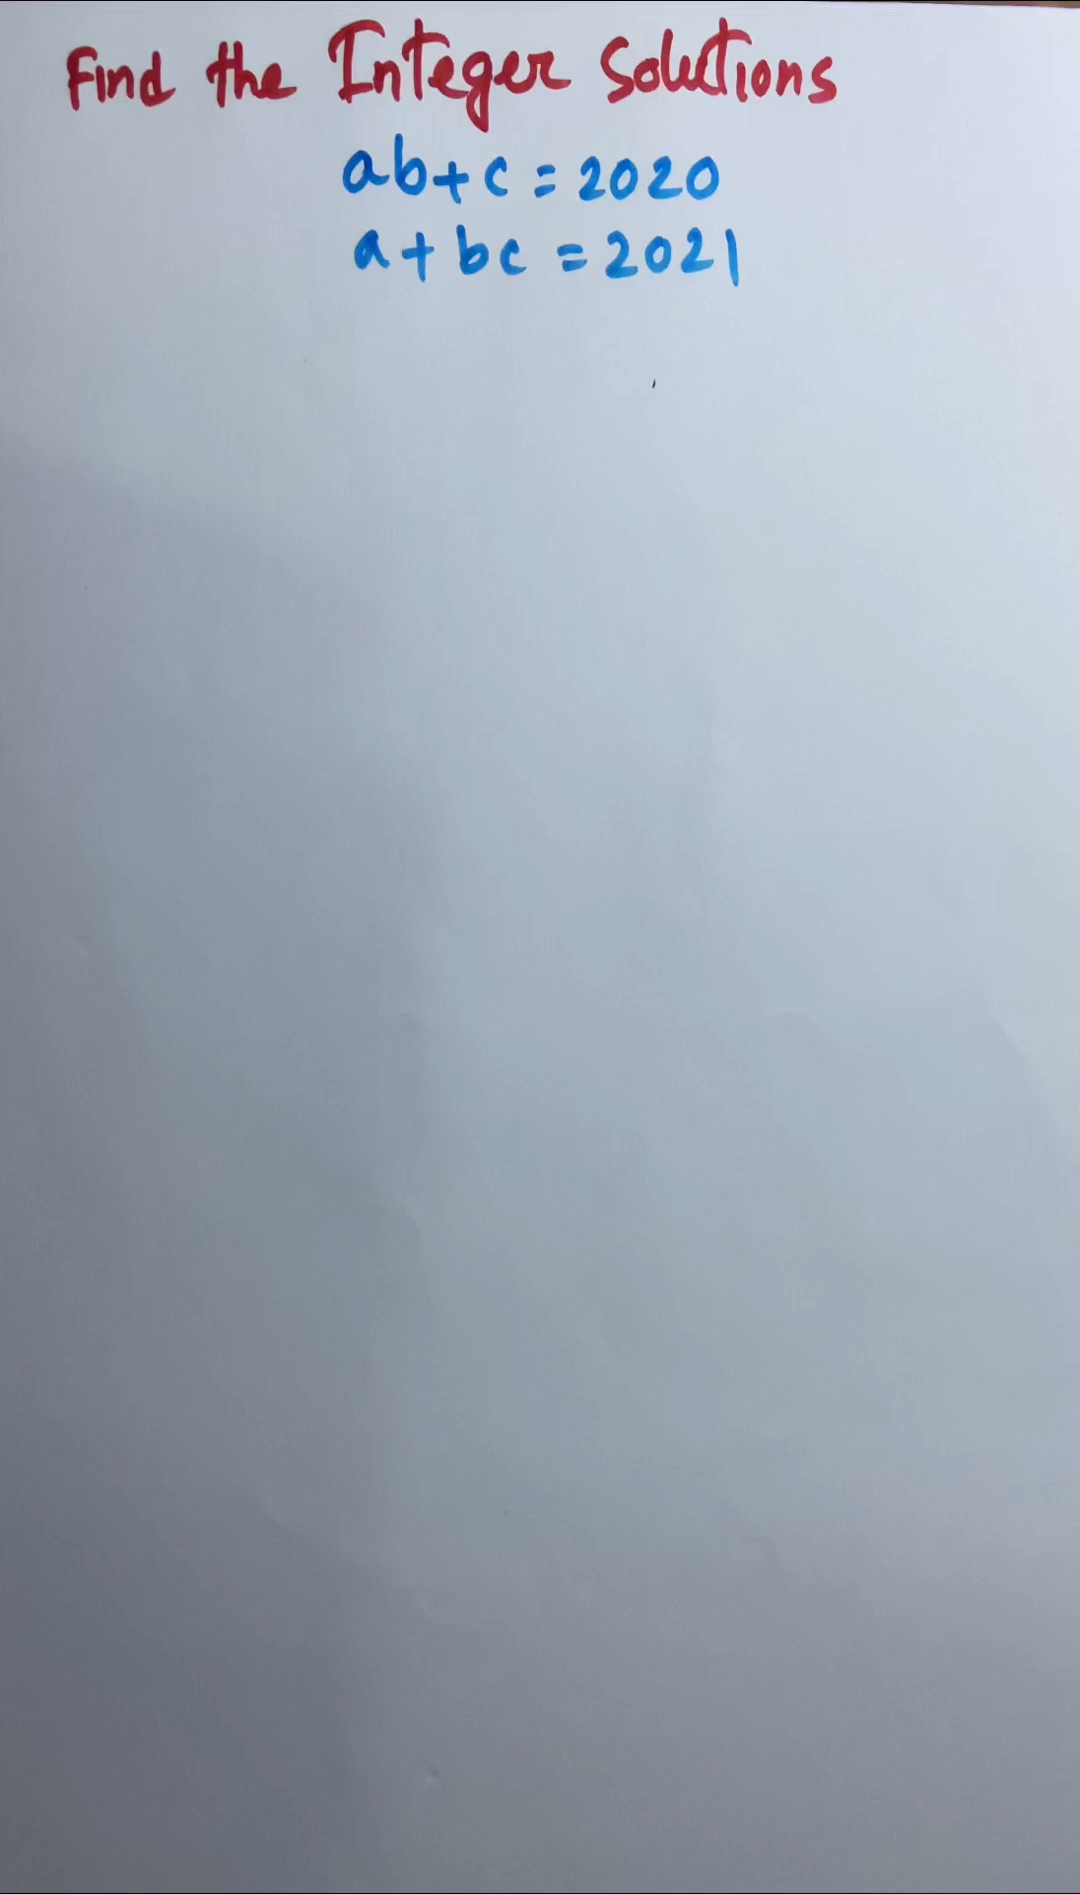 Find the Integer Solutions
ab+c = 2020
a+bc = 2021